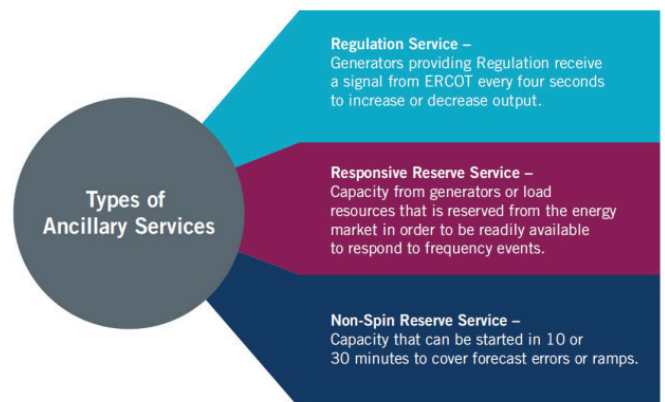 Types of
Ancillary Services
Regulation Service –
Generators providing Regulation receive
a signal from ERCOT every four seconds
to increase or decrease output.
Responsive Reserve Service –
Capacity from generators or load
resources that is reserved from the energy
market in order to be readily available
to respond to frequency events.
Non-Spin Reserve Service –
Capacity that can be started in 10 or
30 minutes to cover forecast errors or ramps.